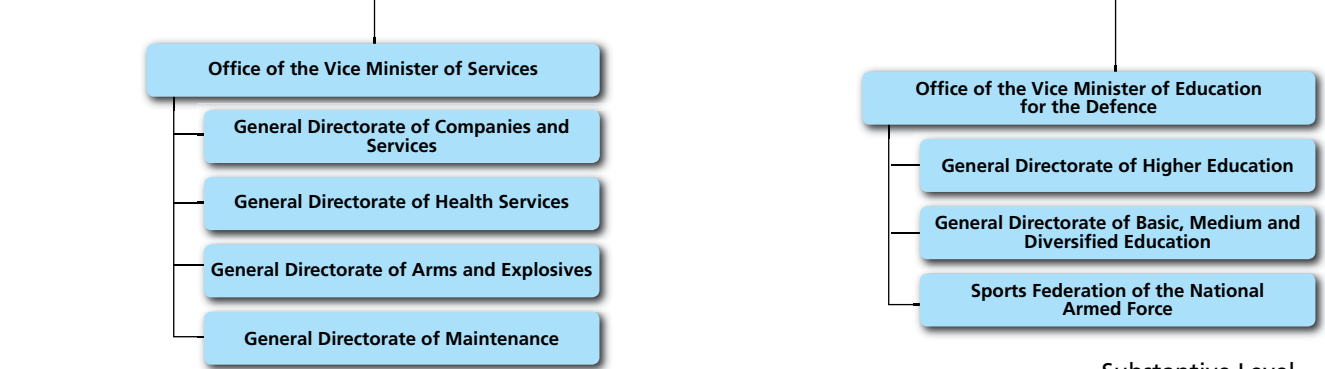 Office of the Vice Minister of Services
General Directorate of Companies and
Services
General Directorate of Health Services
General Directorate of Arms and Explosives
General Directorate of Maintenance
Office of the Vice Minister of Education
for the Defence
General Directorate of Higher Education
General Directorate of Basic, Medium and
Diversified Education
Sports Federation of the National
Armed Force
Substantive Level